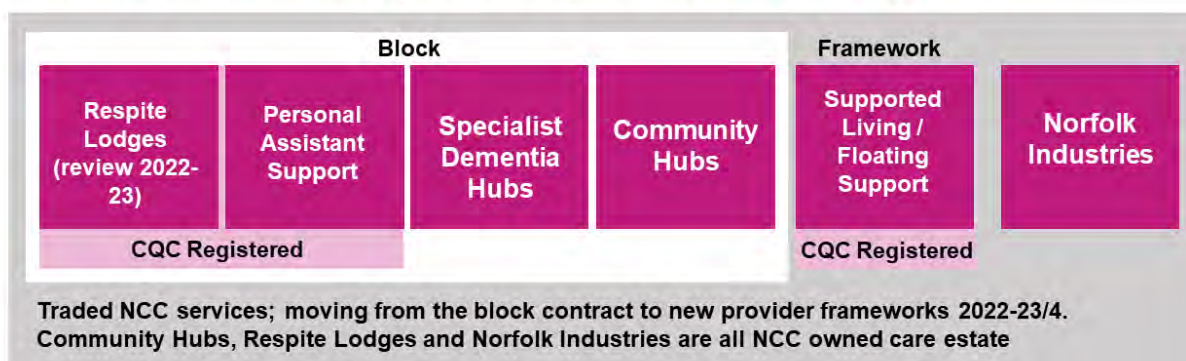 Block
Framework
Respite
Lodges
(review 2022-
23)
Personal
Assistant
Support
Specialist
Dementia
Hubs
Community
Hubs
Supported
Living /
Floating
Support
Norfolk
Industries
CQC Registered
CQC Registered
Traded NCC services; moving from the block contract to new provider frameworks 2022-23/4.
Community Hubs, Respite Lodges and Norfolk Industries are all NCC owned care estate